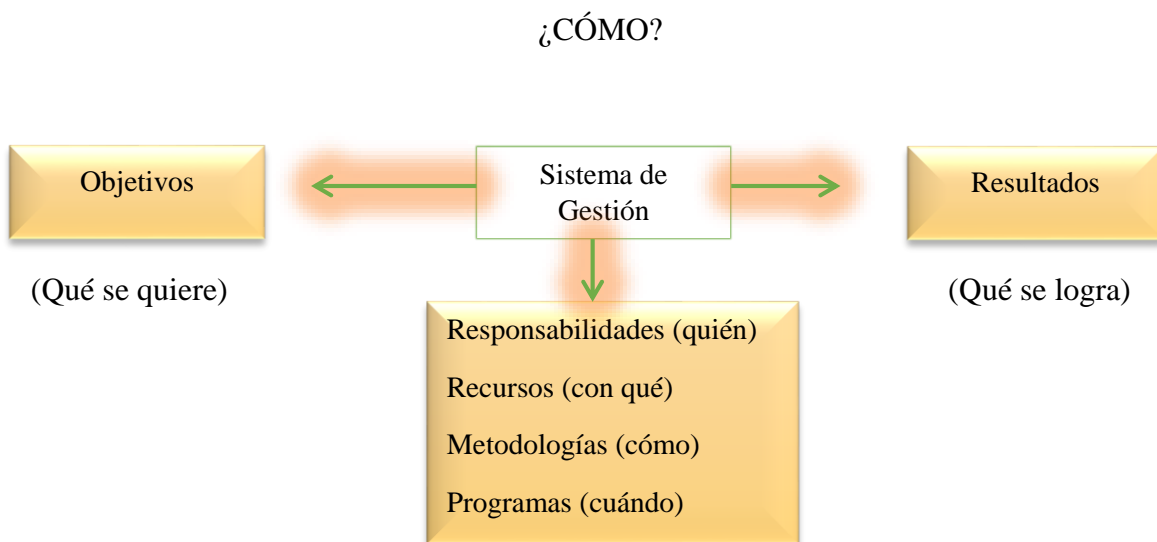 ¿CÓMO?
Objetivos
Sistema de
Gestión
Resultados
(Qué se quiere)
(Qué se logra)
Responsabilidades (quién)
Recursos (con qué)
Metodologías (cómo)
Programas (cuándo)